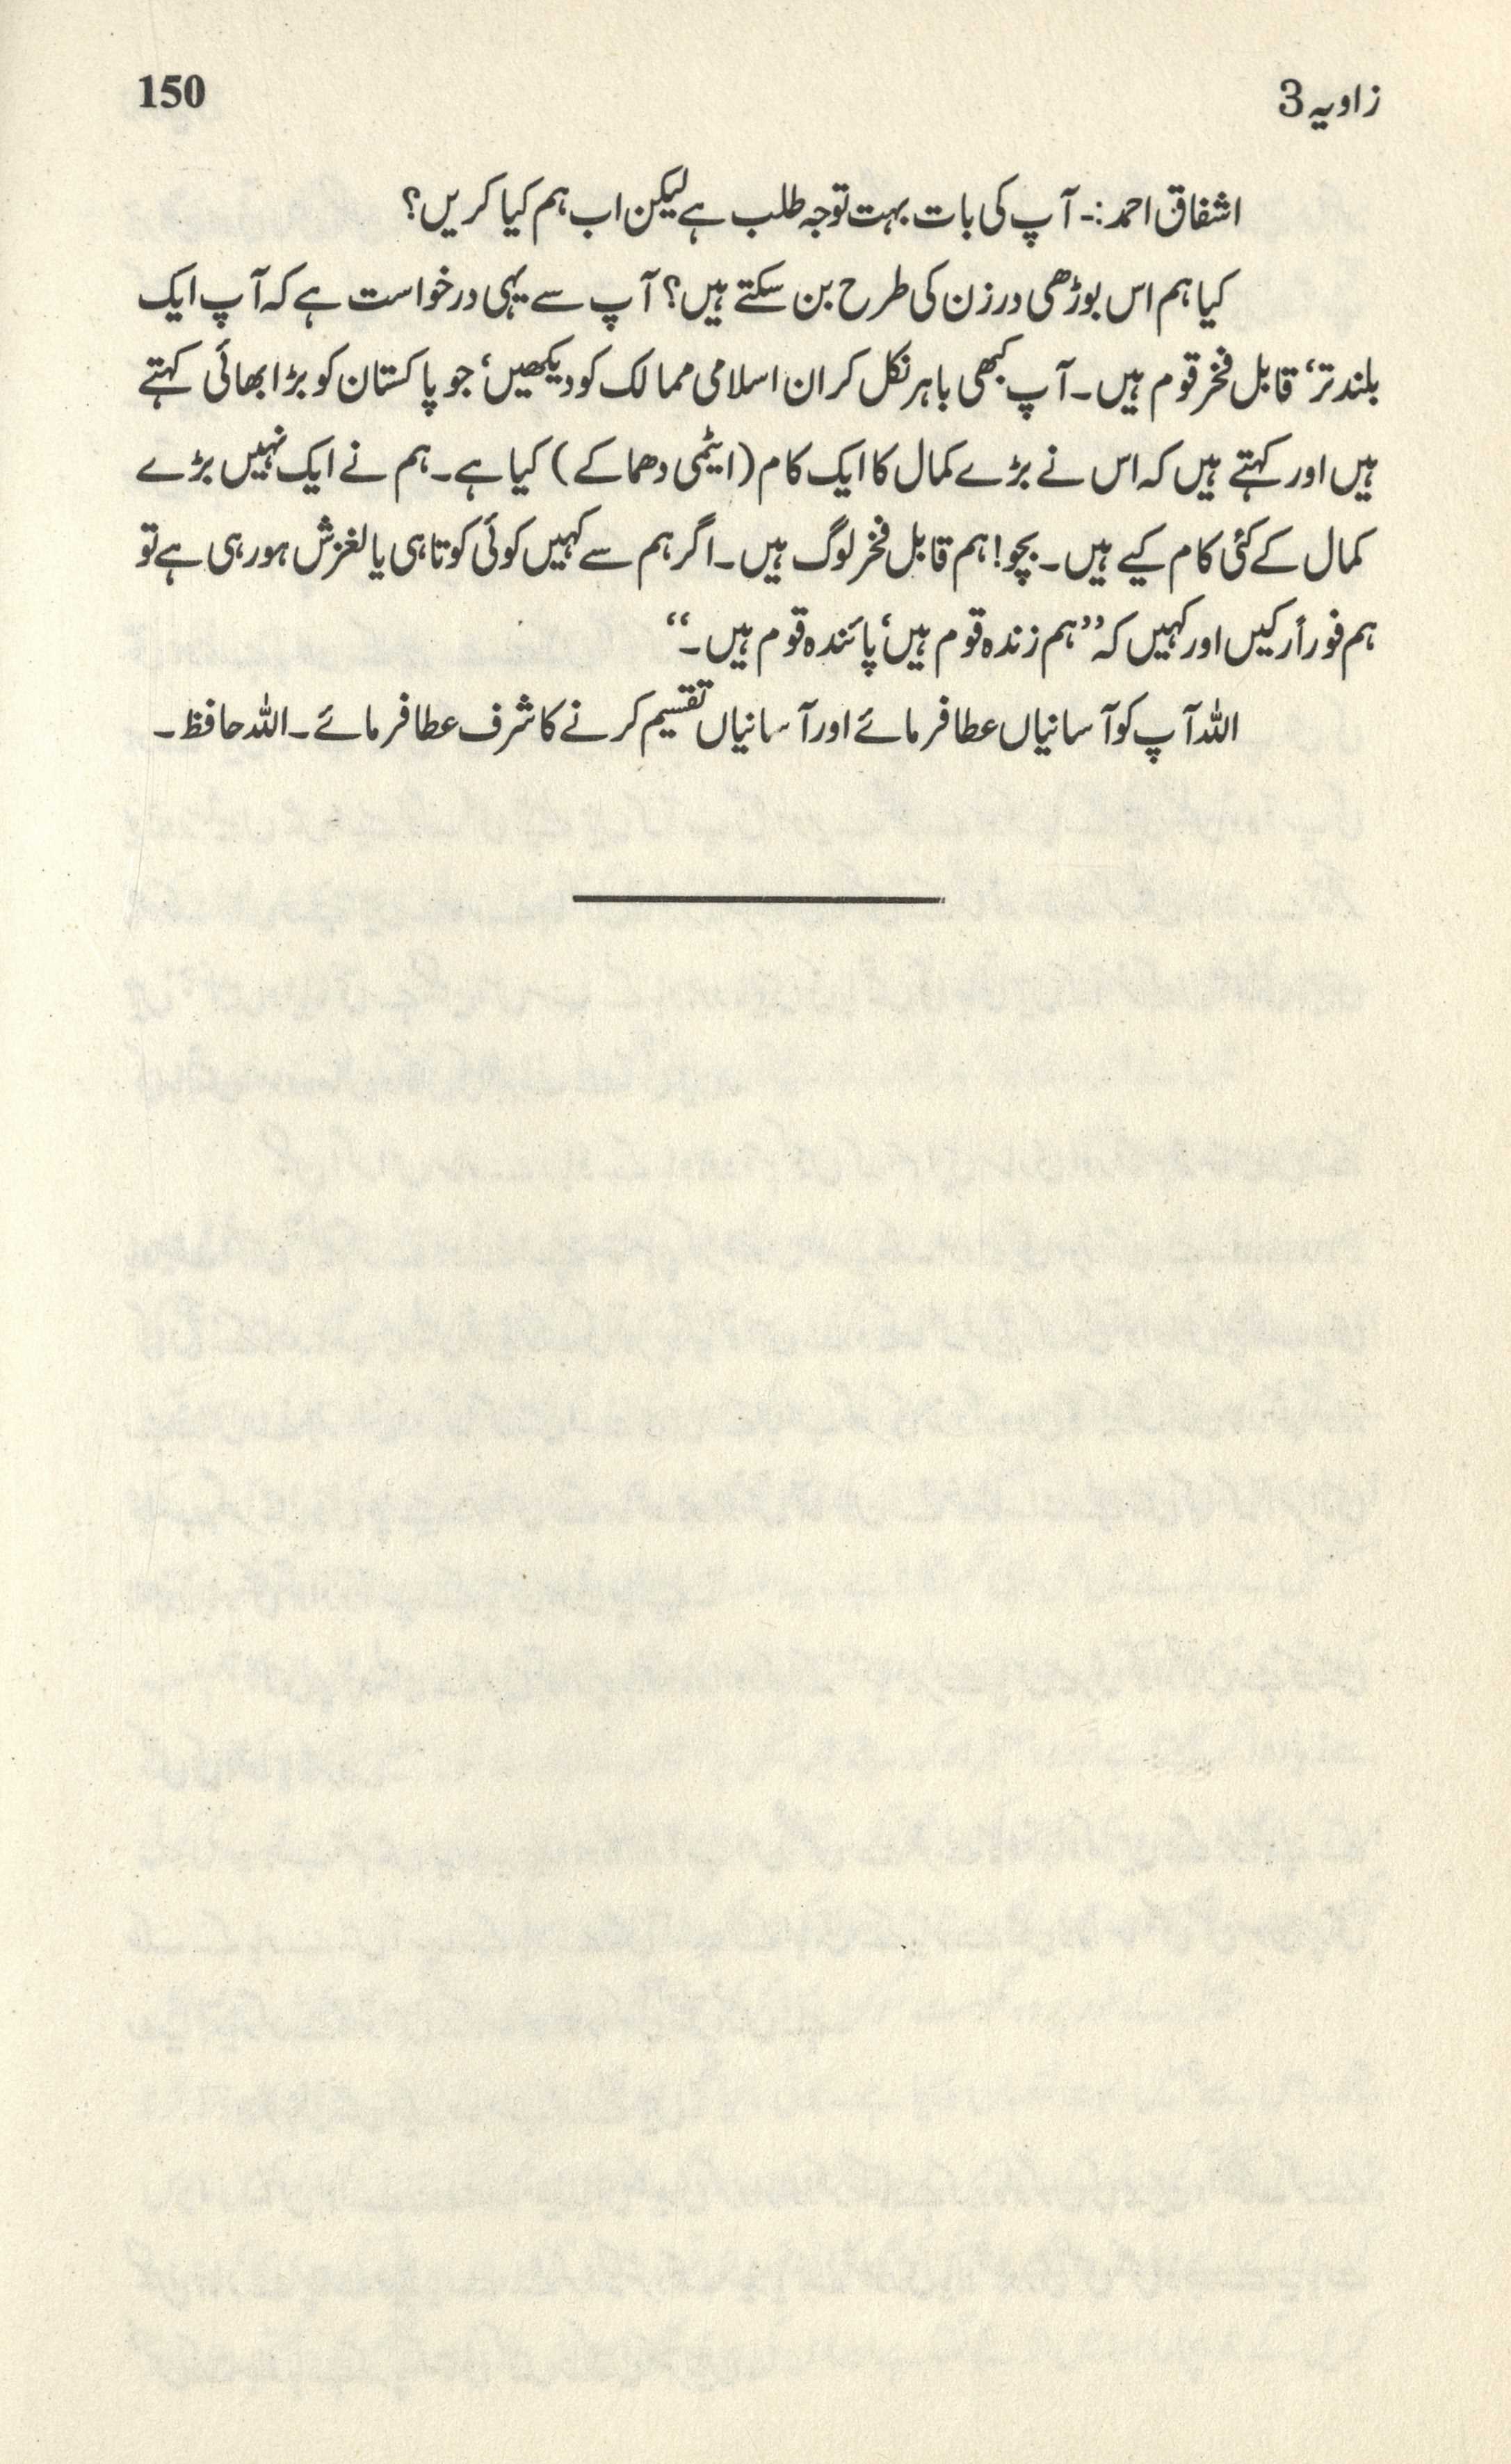 زاویہ 3 150
اشفاق احمد:۔ آپ کی بات بہت توجہ طلب ہے لیکن اب ہم کیا کریں؟
کیا ہم اس بوڑھی درزن کی طرح بن سکتے ہیں؟ آپ سے یہی درخواست ہے کہ آپ ایک
بلند تر‘ قابل فخر قوم ہیں۔ آپ کبھی باہر نکل کر ان اسلامی ممالک کو دیکھیں‘ جو پاکستان کو بڑا بھائی کہتے
ہیں اور کہتے ہیں کہ اس نے بڑے کمال کا ایک کام (ایٹمی دھماکے) کیا ہے۔ ہم نے ایک نہیں بڑے
کمال کے کئی کام کیے ہیں۔ بچو! ہم قابل فخر لوگ ہیں۔ اگر ہم سے کہیں کوئی کوتاہی یا لغزش ہو رہی ہے تو
ہم فوراً رکیں اور کہیں کہ ’’ہم زندہ قوم ہیں‘ پائندہ قوم ہیں۔‘‘
اللہ آپ کو آسانیاں عطا فرمائے اور آسانیاں تقسیم کرنے کا شرف عطا فرمائے۔ اللہ حافظ۔